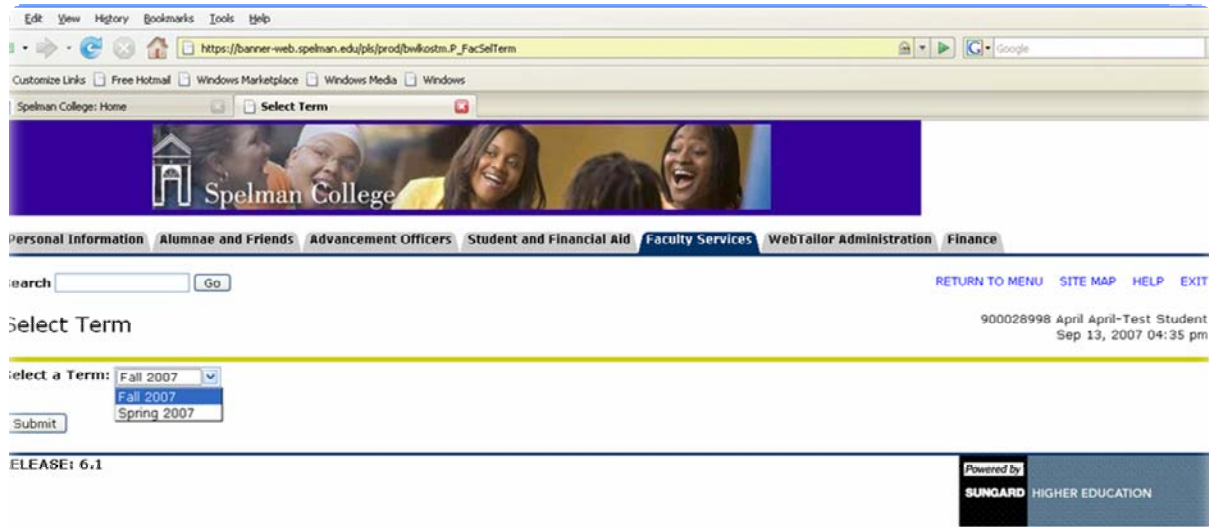 Edit View History Bookmarks Tools Help
https://banner-web.spelman.edu/pls/prod/bwlkostm.P_FacSelTerm
G Google
Customize Links Free Hotmail Windows Marketplace Windows Media Windows
Spelman College: Home Select Term
Spelman College
Personal Information Alumnae and Friends Advancement Officers Student and Financial Aid Faculty Services WebTailor Administration Finance
earch Go RETURN TO MENU SITE MAP HELP EXIT
Select Term 900028998 April April-Test Student
Sep 13, 2007 04:35 pm
elect a Term: Fall 2007
Fall 2007
Spring 2007
Submit
ELEASE: 6.1
Powered by
SUNGARD HIGHER EDUCATION